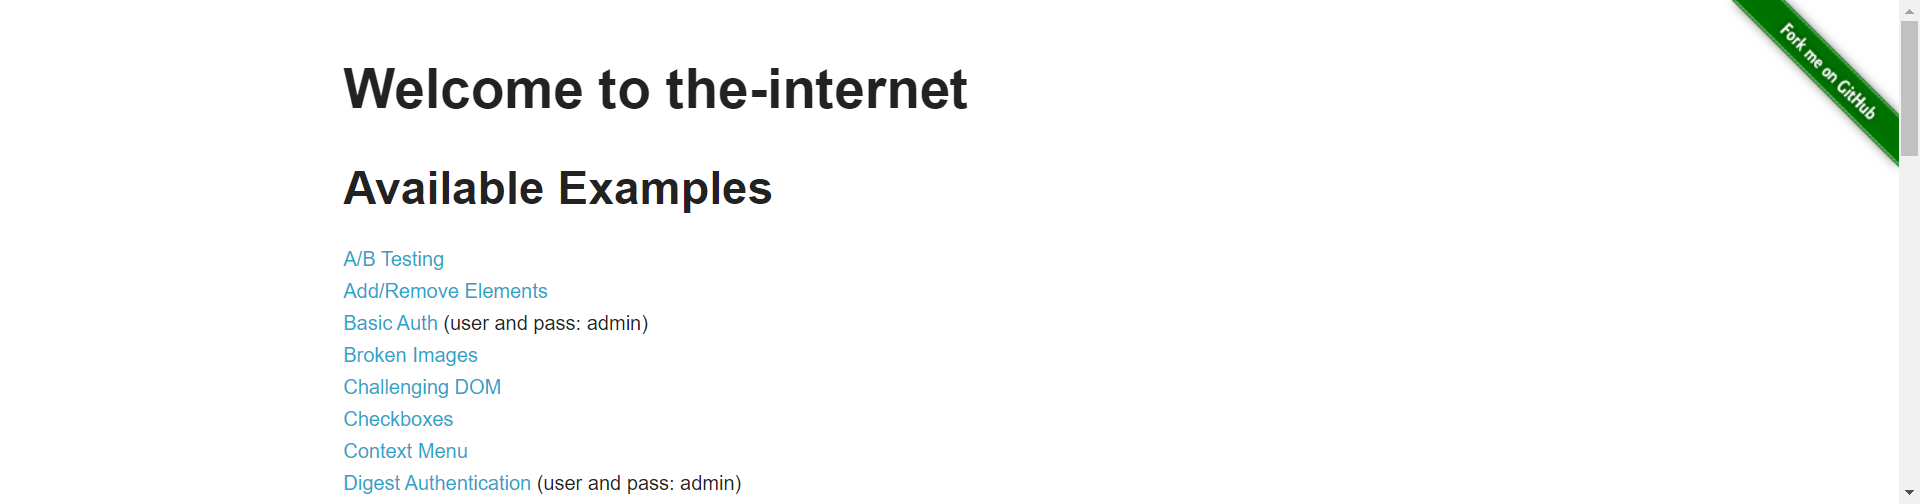 Welcome to the-internet
Fork me on GitHub
Available Examples
A/B Testing
Add/Remove Elements
Basic Auth (user and pass: admin)
Broken Images
Challenging DOM
Checkboxes
Context Menu
Digest Authentication (user and pass: admin)